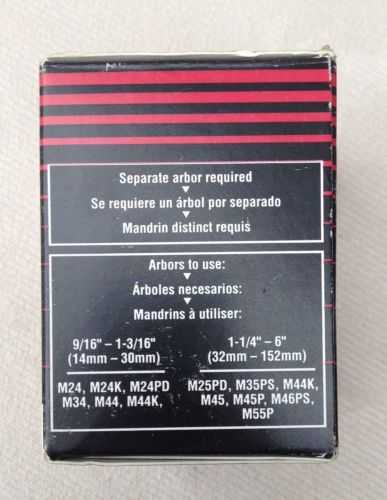 Separate arbor required
Se requiere un árbol por separado
Mandrin distinct requis
Arbors to use:
Árboles necesarios:
Mandrins à utiliser:
9/16" – 1-3/16"
(14mm – 30mm)
M24, M24K, M24PD
M34, M44, M44K,
1-1/4" – 6"
(32mm – 152mm)
M25PD, M35PS, M44K,
M45, M45P, M46PS,
M55P